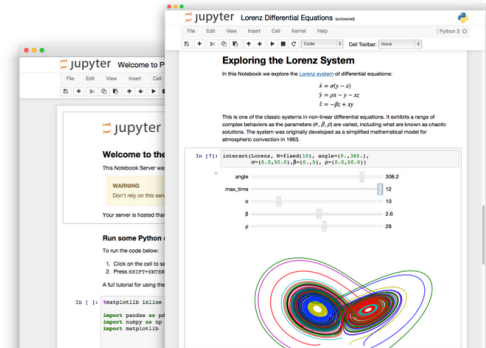 jupyter Lorenz Differential Equations (autosaved)
File Edit View Insert Cell Kernel Help Python 3
Code Cell Toolbar: None
Exploring the Lorenz System
In this Notebook we explore the Lorenz system of differential equations:
ẋ = σ(y − x)
ẏ = ρx − y − xz
ż = −βz + xy
This is one of the classic systems in non-linear differential equations. It exhibits a range of
complex behaviors as the parameters (σ, β, ρ) are varied, including what are known as chaotic
solutions. The system was originally developed as a simplified mathematical model for
atmospheric convection in 1963.
In [7]: interact(Lorenz, N=fixed(10), angle=(0.,360.),
σ=(0.0,50.0),β=(0.,5), ρ=(0.0,50.0))
angle 308.2
max_time 12
σ 10
β 2.6
ρ 28
jupyter Welcome to P
File Edit View Insert Cell
jupyter
Welcome to the
This Notebook Server was
WARNING
Don't rely on this serve
Your server is hosted than
Run some Python
To run the code below:
1. Click on the cell to se
2. Press SHIFT+ENTER
A full tutorial for using the
In [ ]: %matplotlib inline
import pandas as pd
import numpy as np
import matplotlib